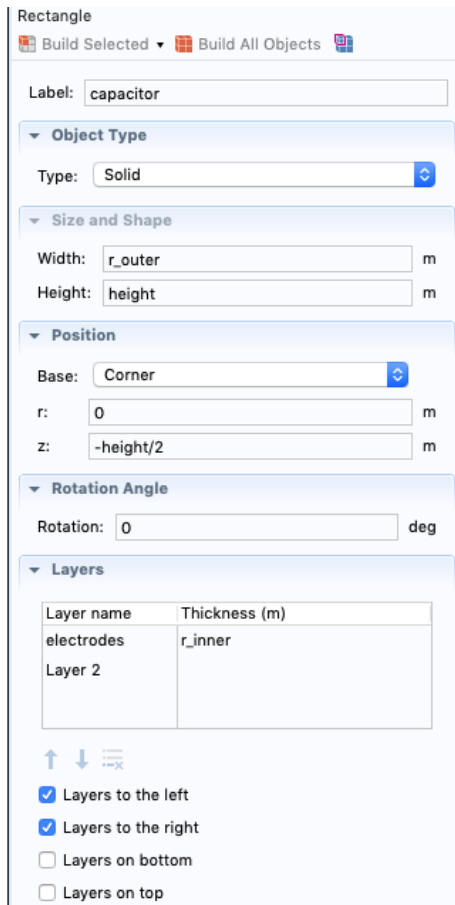 Rectangle
Build Selected Build All Objects
Label: capacitor
Object Type
Type: Solid
Size and Shape
Width: r_outer m
Height: height m
Position
Base: Corner
r: 0 m
z: -height/2 m
Rotation Angle
Rotation: 0 deg
Layers
Layer name Thickness (m)
electrodes r_inner
Layer 2
Layers to the left
Layers to the right
Layers on bottom
Layers on top